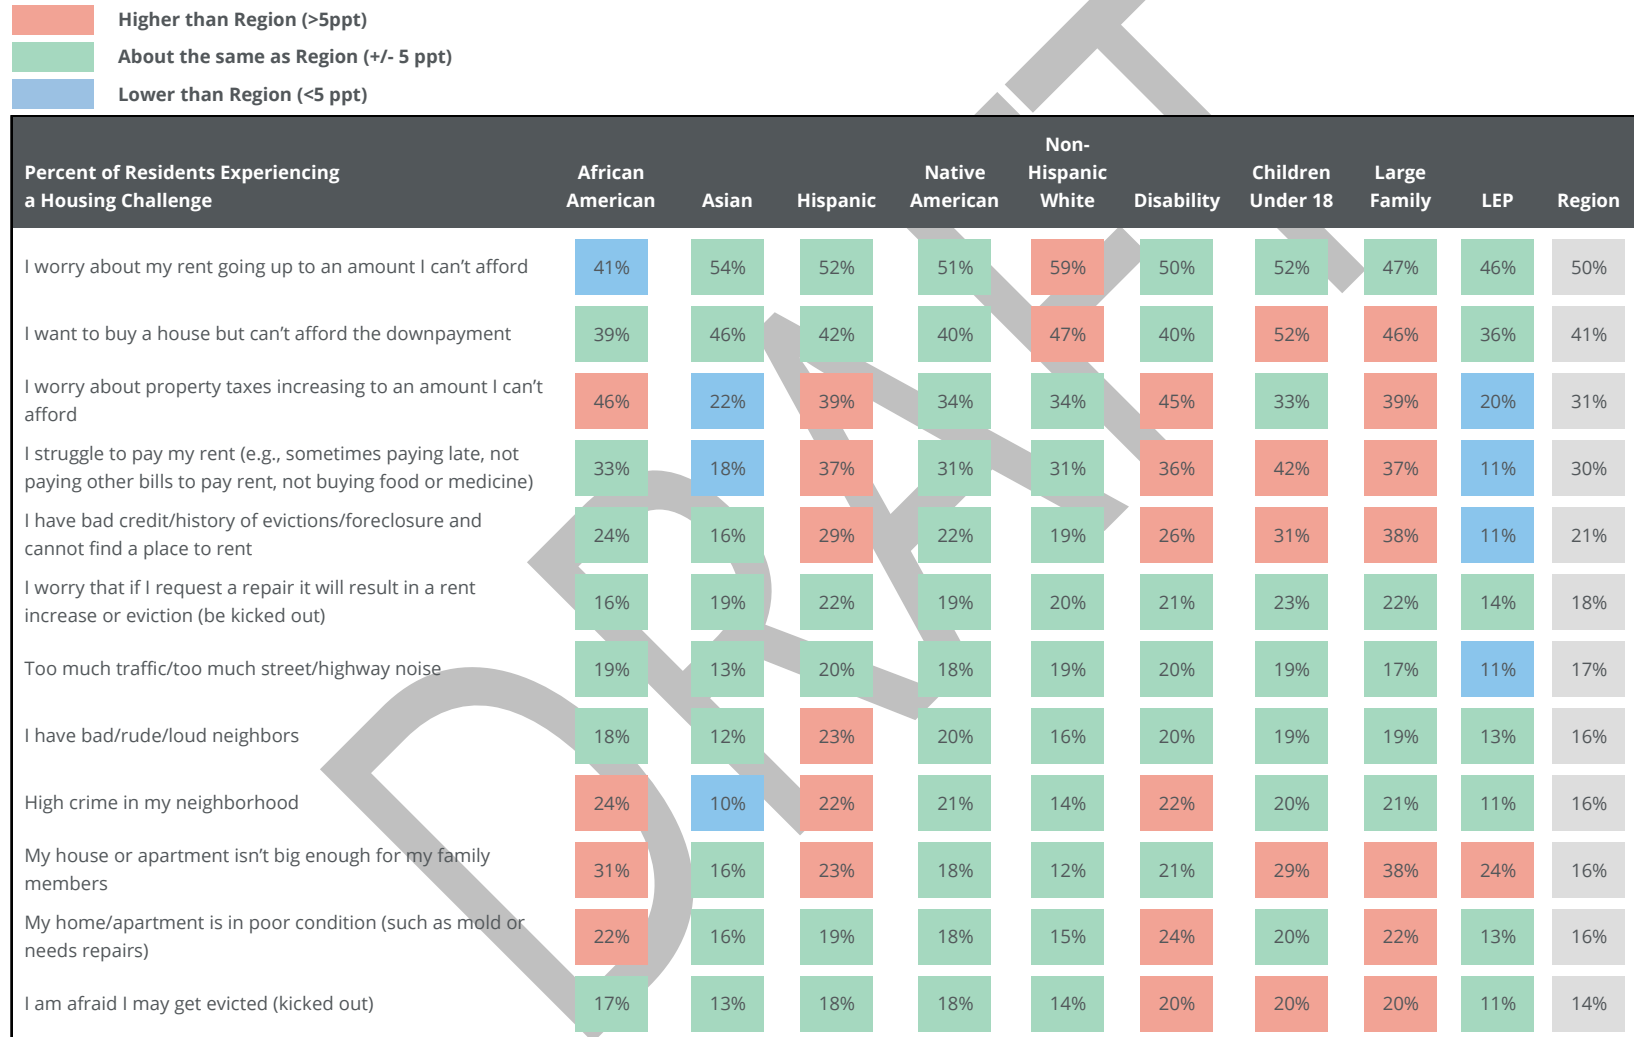 Higher than Region (>5ppt)
About the same as Region (+/- 5 ppt)
Lower than Region (<5 ppt)
Percent of Residents Experiencing
a Housing Challenge
African
American
Asian
Hispanic
Native
American
Non-
Hispanic
White
Disability
Children
Under 18
Large
Family
LEP
Region
I worry about my rent going up to an amount I can't afford 41% 54% 52% 51% 59% 50% 52% 47% 46% 50%
I want to buy a house but can't afford the downpayment 39% 46% 42% 40% 47% 40% 52% 46% 36% 41%
I worry about property taxes increasing to an amount I can't
afford
46% 22% 39% 34% 34% 45% 33% 39% 20% 31%
I struggle to pay my rent (e.g., sometimes paying late, not
paying other bills to pay rent, not buying food or medicine)
33% 18% 37% 31% 31% 36% 42% 37% 11% 30%
I have bad credit/history of evictions/foreclosure and
cannot find a place to rent
24% 16% 29% 22% 19% 26% 31% 38% 11% 21%
I worry that if I request a repair it will result in a rent
increase or eviction (be kicked out)
16% 19% 22% 19% 20% 21% 23% 22% 14% 18%
Too much traffic/too much street/highway noise 19% 13% 20% 18% 19% 20% 19% 17% 11% 17%
I have bad/rude/loud neighbors 18% 12% 23% 20% 16% 20% 19% 19% 13% 16%
High crime in my neighborhood 24% 10% 22% 21% 14% 22% 20% 21% 11% 16%
My house or apartment isn't big enough for my family
members
31% 16% 23% 18% 12% 21% 29% 38% 24% 16%
My home/apartment is in poor condition (such as mold or
needs repairs)
22% 16% 19% 18% 15% 24% 20% 22% 13% 16%
I am afraid I may get evicted (kicked out) 17% 13% 18% 18% 14% 20% 20% 20% 11% 14%
DRAFT